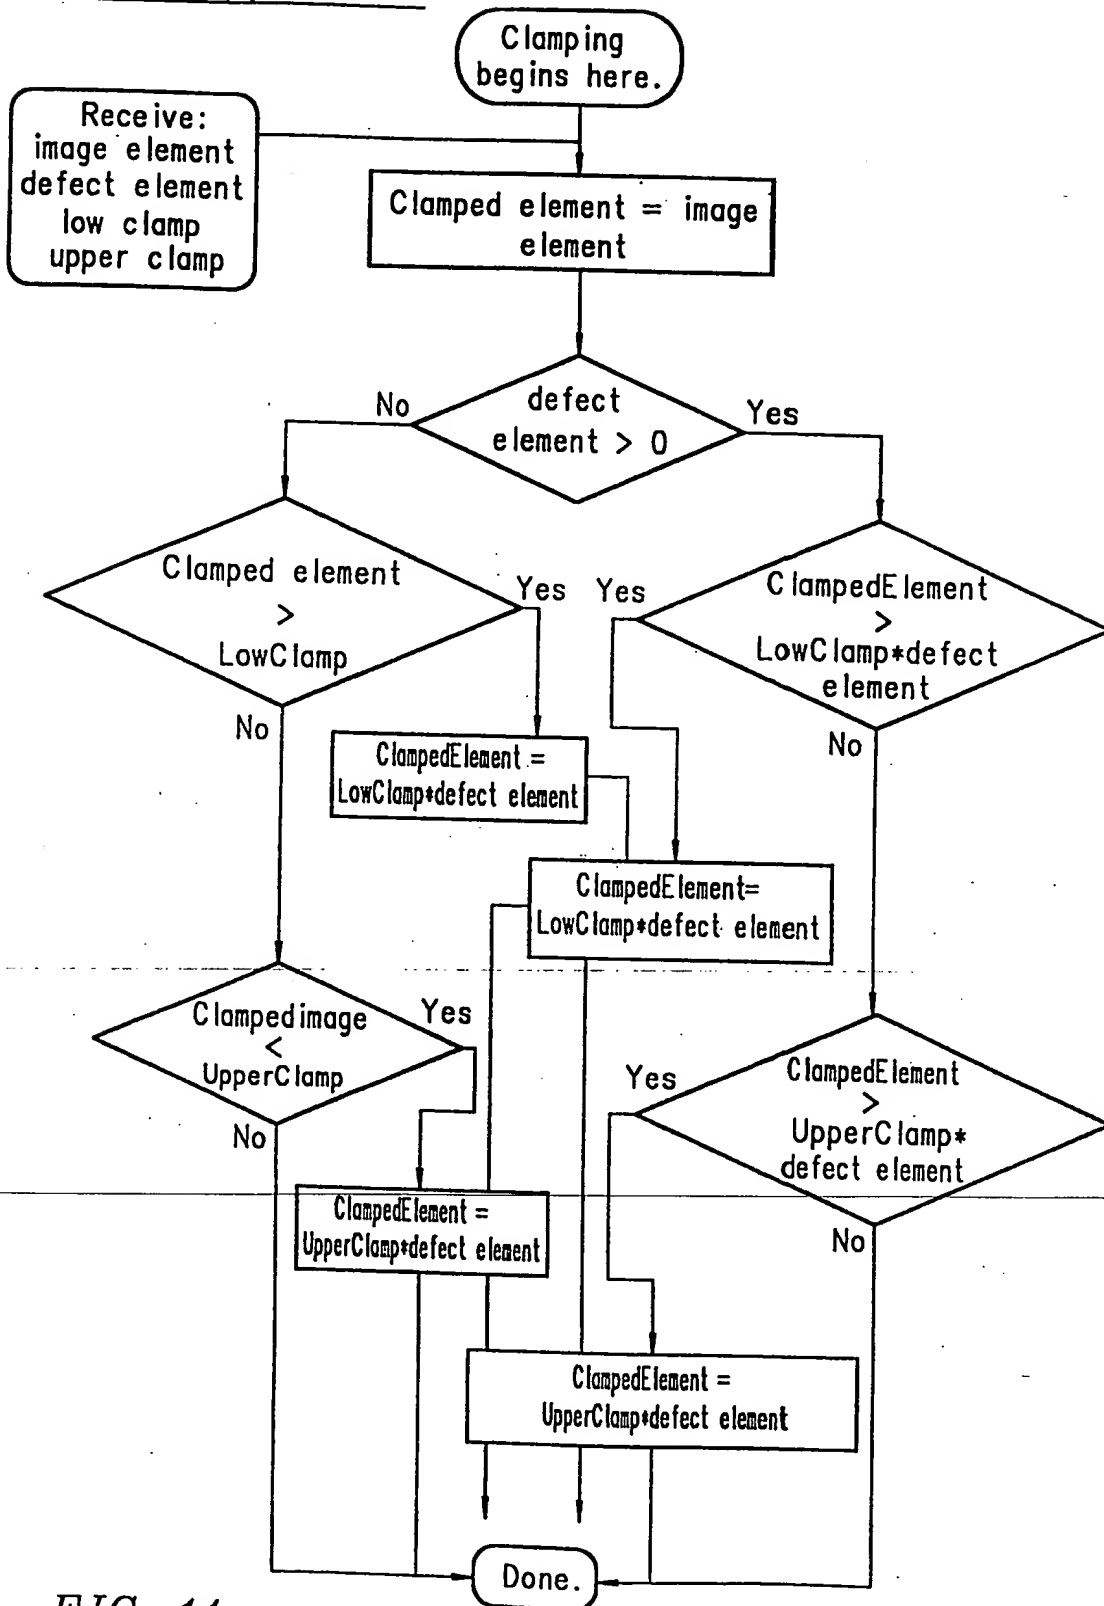 Clamping
begins here.
Receive:
image element
defect element
low clamp
upper clamp
Clamped element = image
element
defect
element > 0
No
Yes
Clamped element
>
LowClamp
Yes
Yes
ClampedElement
>
LowClamp*defect
element
No
No
ClampedElement =
LowClamp*defect element
ClampedElement=
LowClamp*defect element
Clampedimage
<
UpperClamp
Yes
No
Yes
ClampedElement
>
UpperClamp*
defect element
No
ClampedElement =
UpperClamp*defect element
ClampedElement =
UpperClamp*defect element
Done.